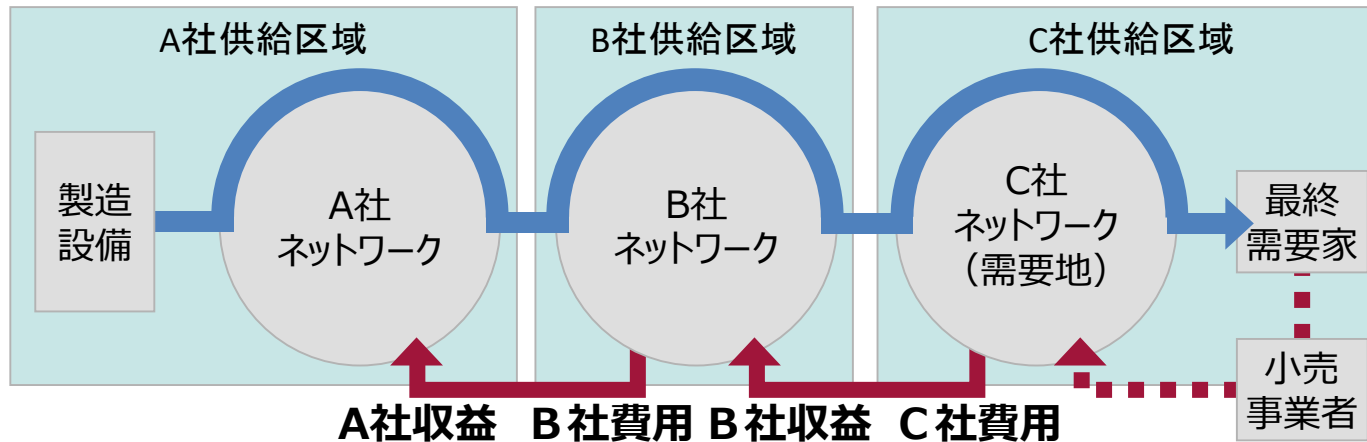 A社供給区域
B社供給区域
C社供給区域
製造
設備
A社
ネットワーク
B社
ネットワーク
C社
ネットワーク
（需要地）
最終
需要家
小売
事業者
A社収益 B社費用 B社収益 C社費用